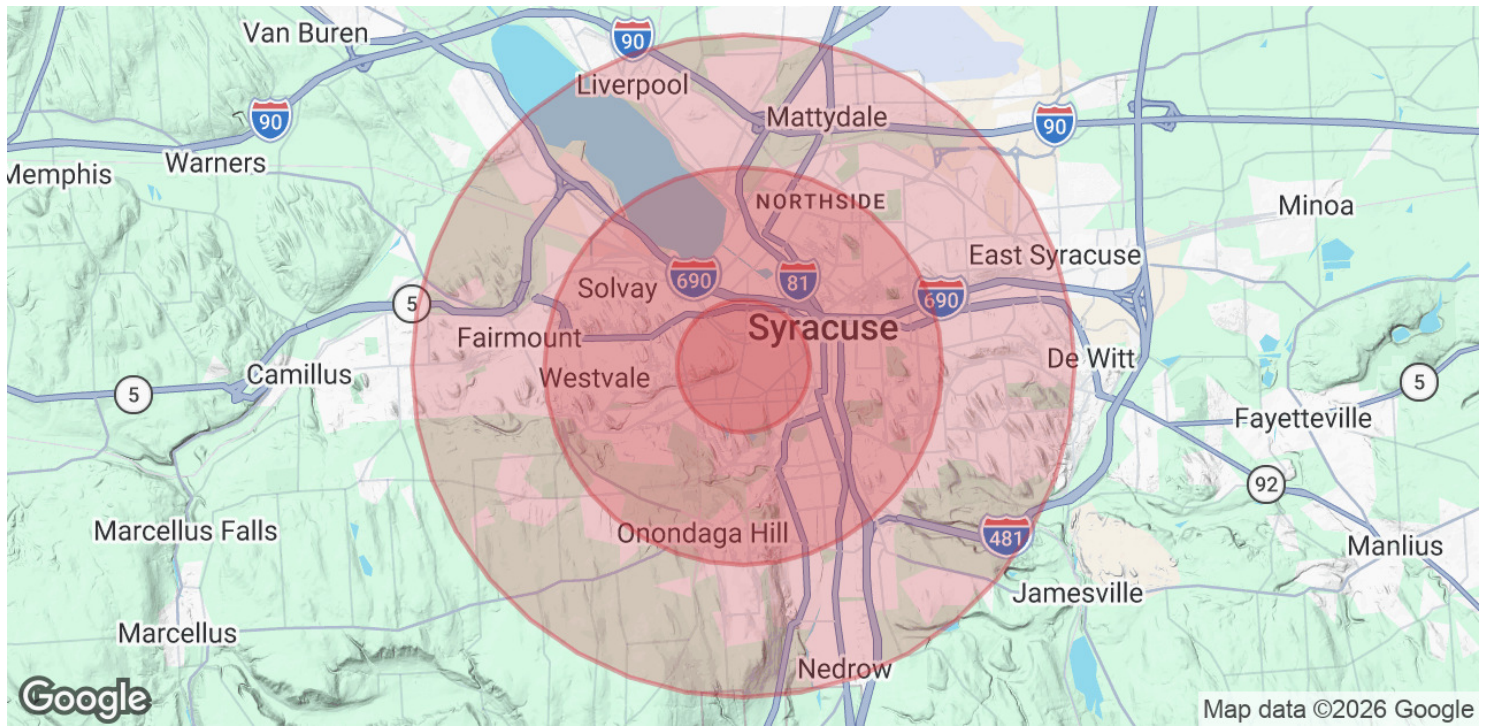 Van Buren
90
Liverpool
90
Mattydale
90
Warners
Memphis
NORTHSIDE
Minoa
East Syracuse
Solvay
690
81
690
5
Syracuse
Fairmount
De Witt
Camillus
Westvale
5
5
Fayetteville
92
Marcellus Falls
Onondaga Hill
481
Manlius
Jamesville
Marcellus
Nedrow
Google
Map data ©2026 Google